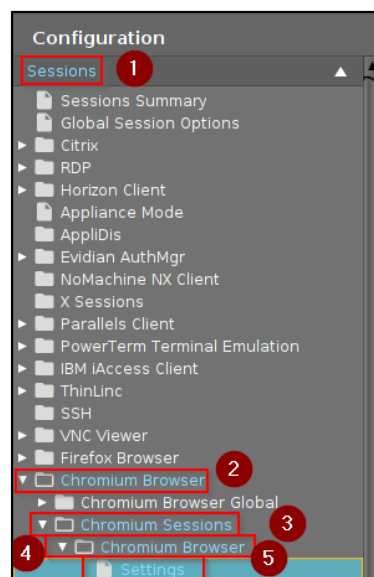 Configuration
Sessions 1
Sessions Summary
Global Session Options
Citrix
RDP
Horizon Client
Appliance Mode
AppliDis
Evidian AuthMgr
NoMachine NX Client
X Sessions
Parallels Client
PowerTerm Terminal Emulation
IBM iAccess Client
ThinLinc
SSH
VNC Viewer
Firefox Browser
Chromium Browser 2
Chromium Browser Global
Chromium Sessions 3
4 Chromium Browser 5
Settings